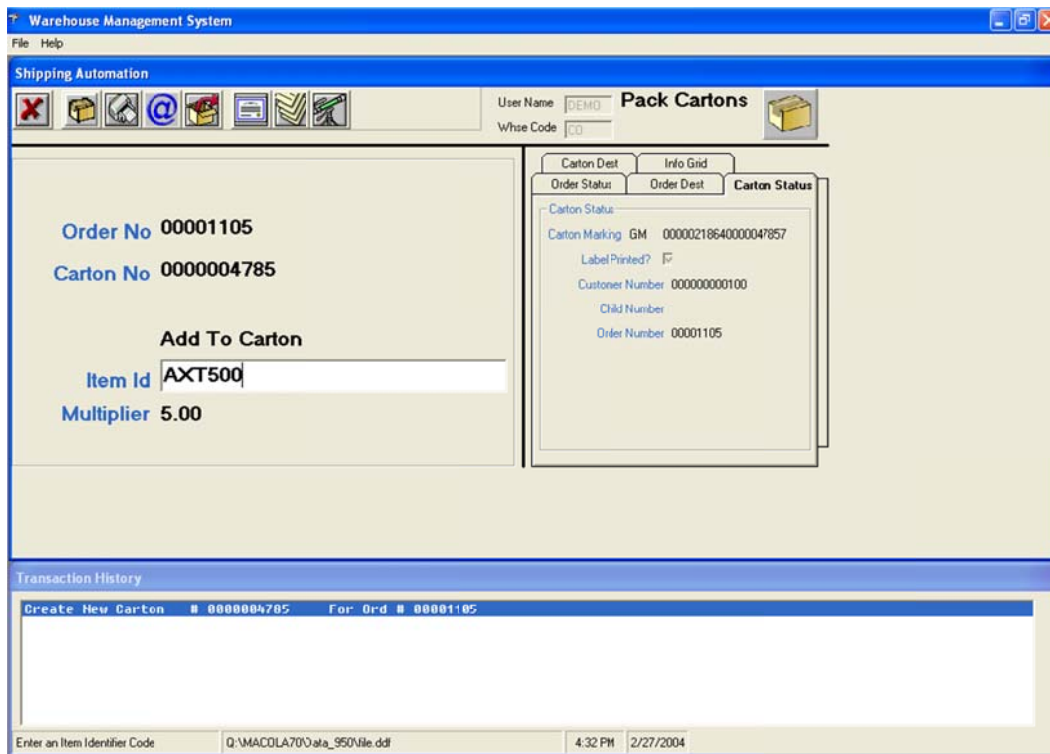 Warehouse Management System
File Help
Shipping Automation
User Name DEMO
Pack Cartons
Whse Code CO
Order No 00001105
Carton No 0000004785
Add To Carton
Item Id AXT500
Multiplier 5.00
Carton Dest Info Grid
Order Status Order Dest Carton Status
Carton Status
Carton Marking GM 00000218640000047857
Label Printed?
Customer Number 000000000100
Child Number
Order Number 00001105
Transaction History
Create New Carton # 0000004785 For Ord # 00001105
Enter an Item Identifier Code Q:\MACOLA70\Data_950\file.ddf 4:32 PM 2/27/2004